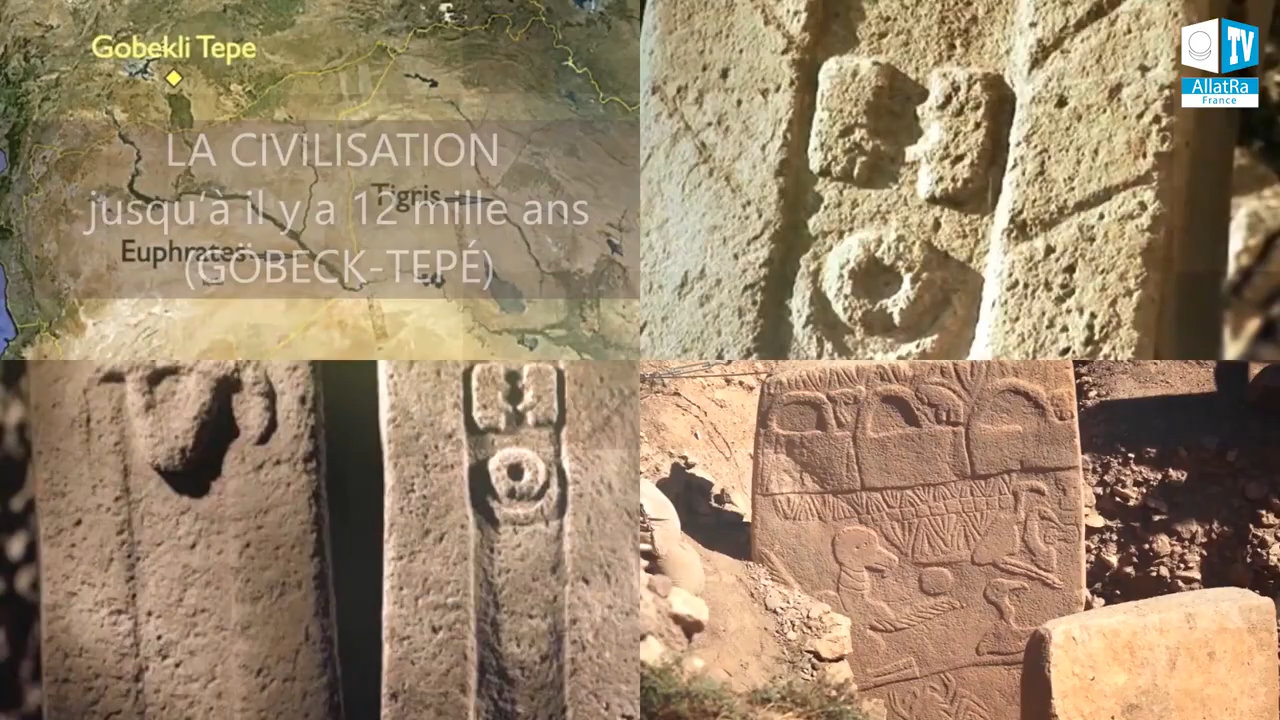 Gobekli Tepe
LA CIVILISATION
jusqu'à il y a 12 mille ans
Tigris
Euphrates
(GÖBECK-TEPÉ)
TV
AllatRa
France